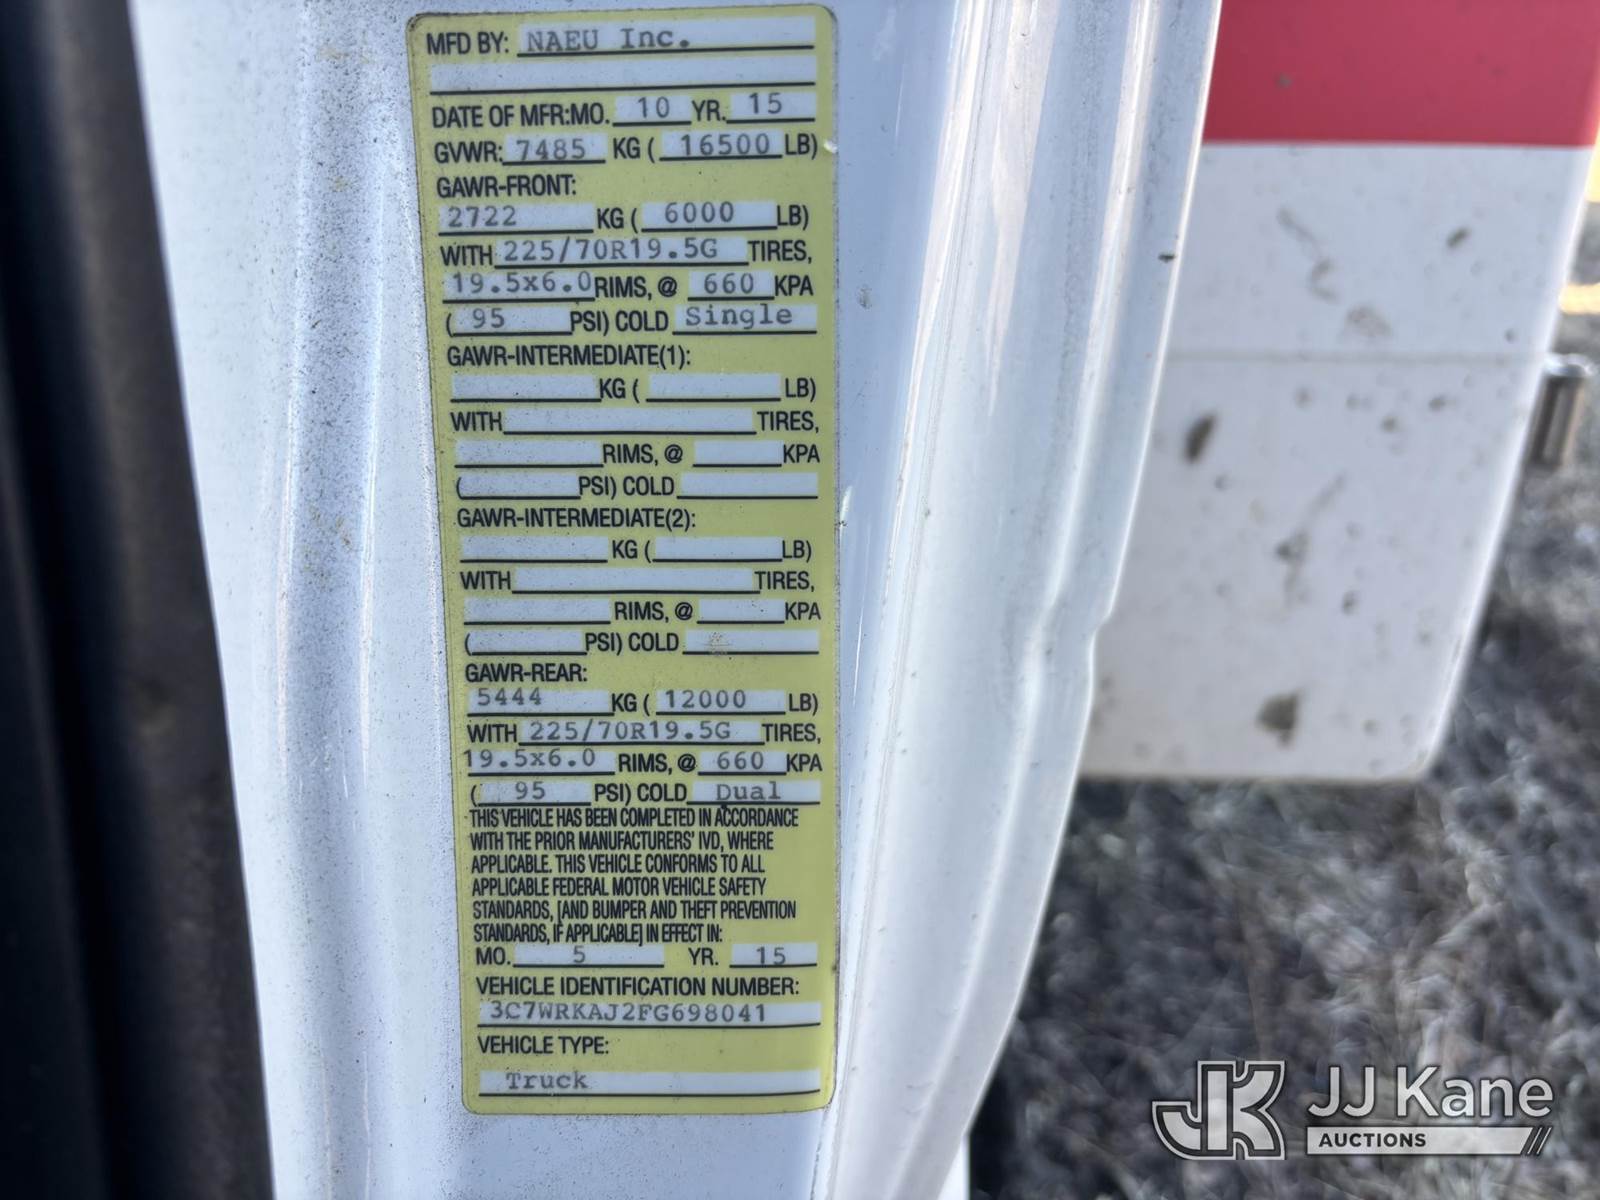 MFD BY: NAEU Inc.
DATE OF MFR:MO. 10 YR. 15
GVWR: 7485 KG ( 16500 LB)
GAWR-FRONT:
2722 KG ( 6000 LB)
WITH 225/70R19.5G TIRES,
19.5x6.0 RIMS, @ 660 KPA
( 95 PSI) COLD Single
GAWR-INTERMEDIATE(1):
KG ( LB)
WITH TIRES,
RIMS, @ KPA
( PSI) COLD
GAWR-INTERMEDIATE(2):
KG ( LB)
WITH TIRES,
RIMS, @ KPA
( PSI) COLD
GAWR-REAR:
5444 KG ( 12000 LB)
WITH 225/70R19.5G TIRES,
19.5x6.0 RIMS, @ 660 KPA
( 95 PSI) COLD Dual
THIS VEHICLE HAS BEEN COMPLETED IN ACCORDANCE
WITH THE PRIOR MANUFACTURERS' IVD, WHERE
APPLICABLE. THIS VEHICLE CONFORMS TO ALL
APPLICABLE FEDERAL MOTOR VEHICLE SAFETY
STANDARDS, [AND BUMPER AND THEFT PREVENTION
STANDARDS, IF APPLICABLE] IN EFFECT IN:
MO. 5 YR. 15
VEHICLE IDENTIFICATION NUMBER:
3C7WRKAJ2FG698041
VEHICLE TYPE:
Truck
JK JJ Kane
AUCTIONS